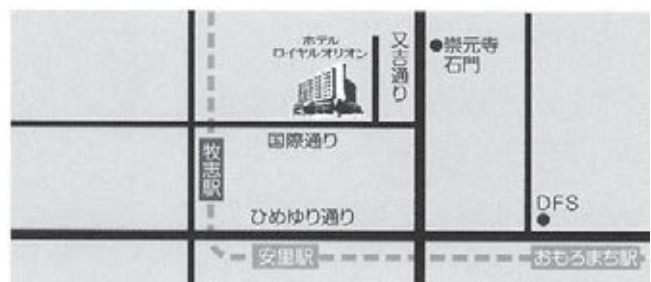 ホテル
ロイヤルオリオン
又吉通り
崇元寺
石門
国際通り
牧志駅
ひめゆり通り
DFS
安里駅
おもろまち駅